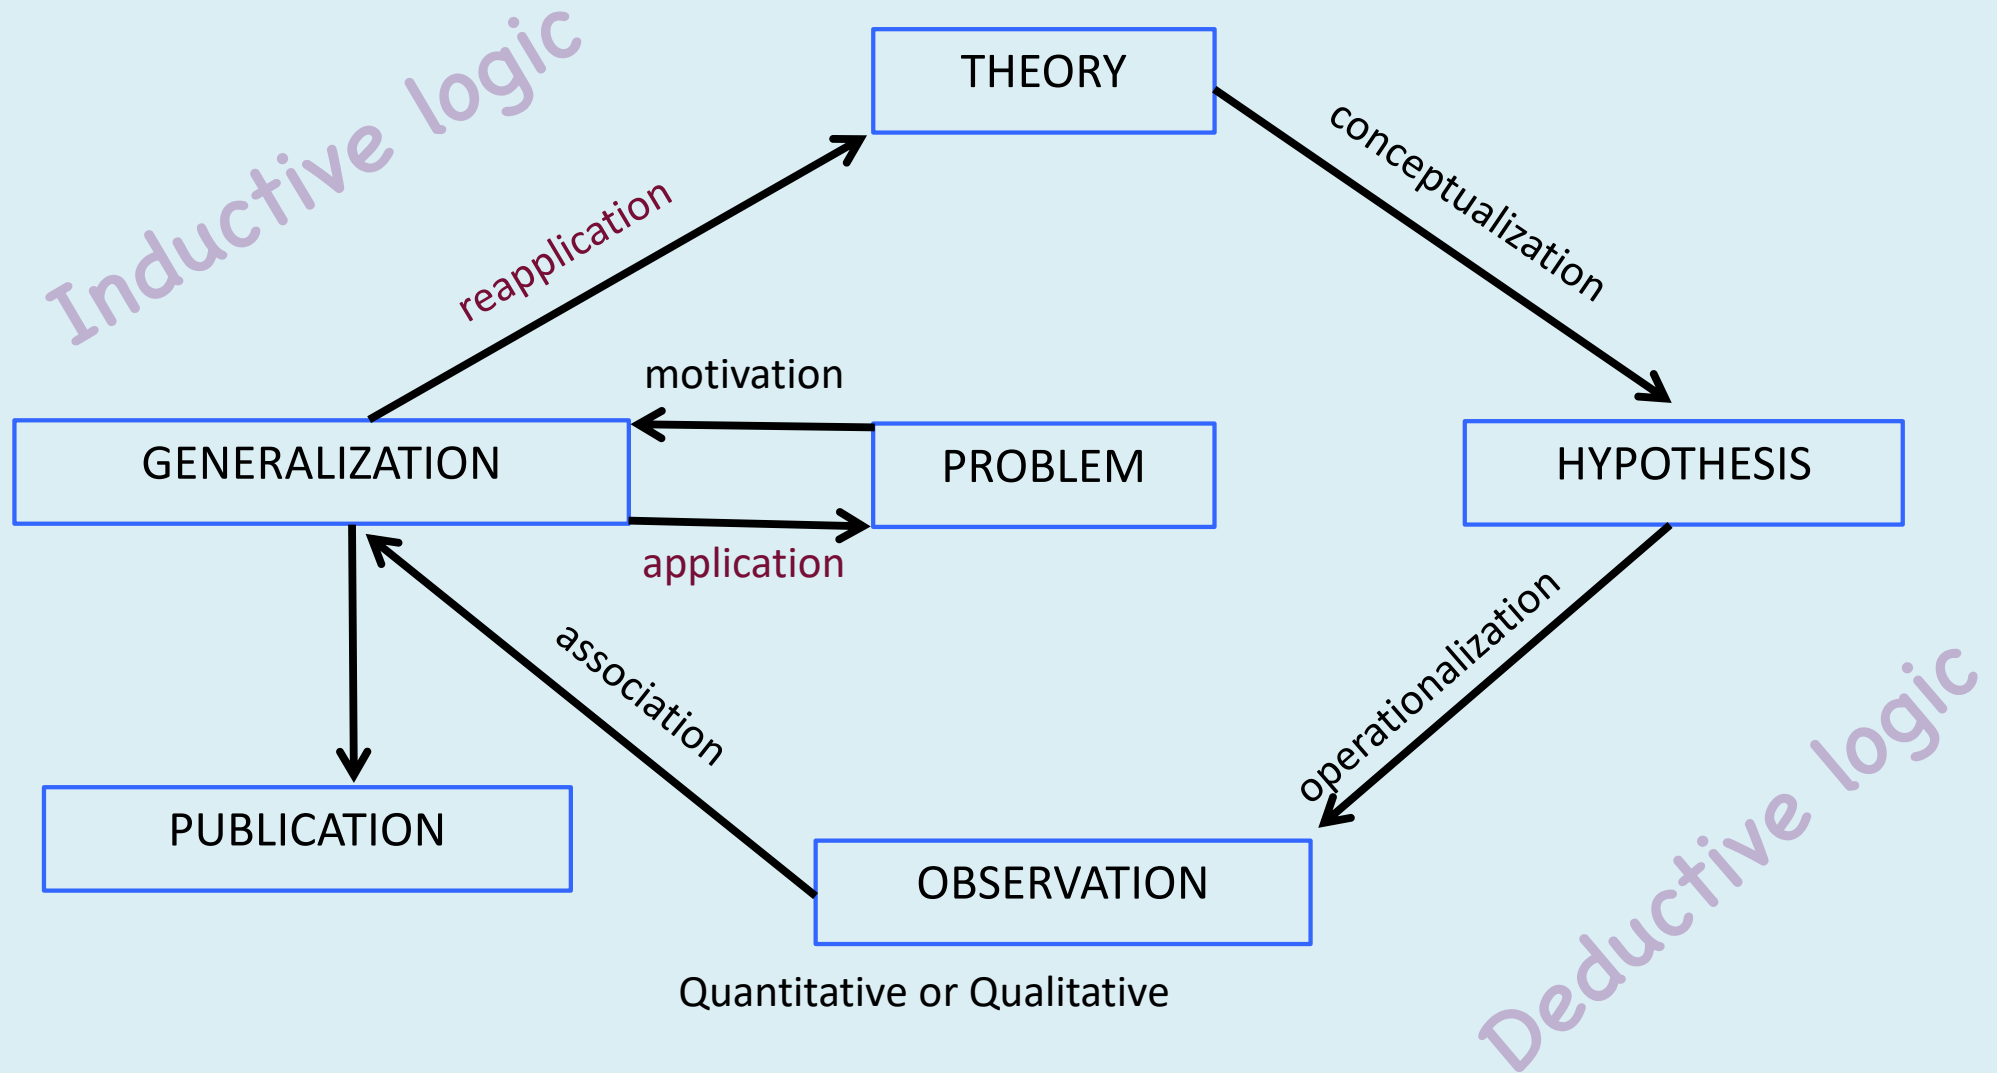 Inductive logic
THEORY
conceptualization
reapplication
motivation
GENERALIZATION
PROBLEM
HYPOTHESIS
application
association
operationalization
PUBLICATION
OBSERVATION
Quantitative or Qualitative
Deductive logic